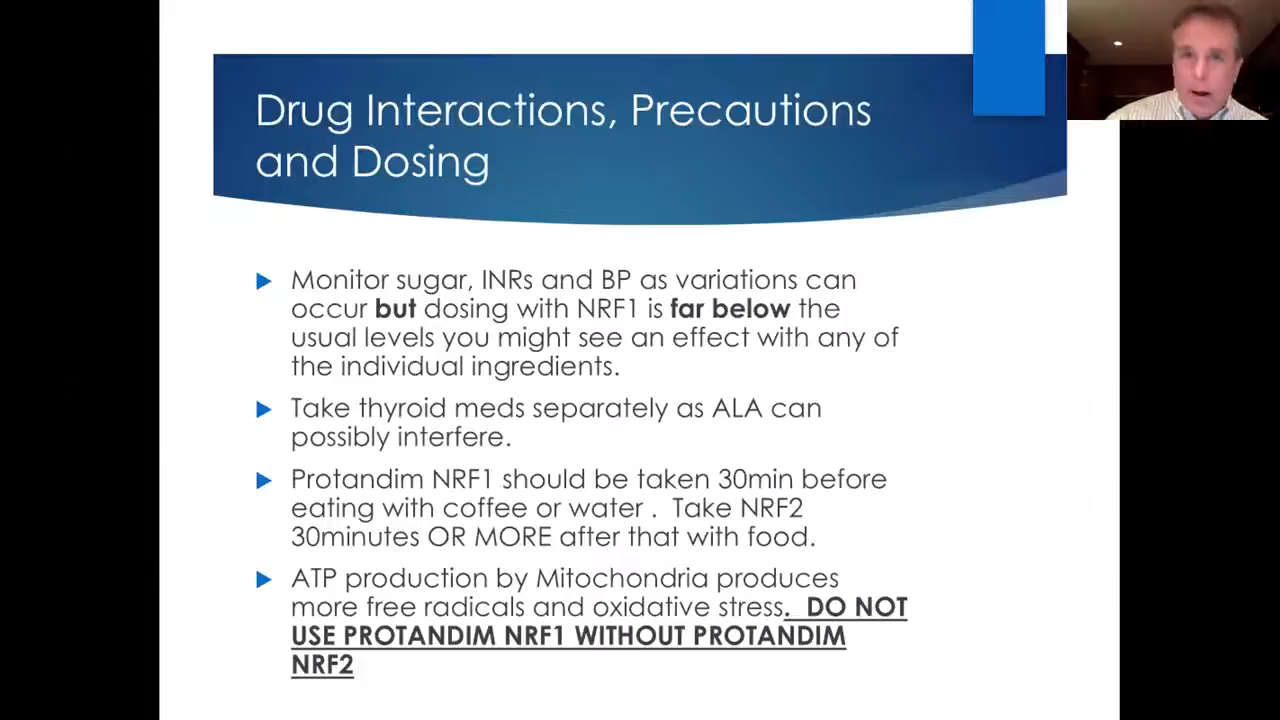 Drug Interactions, Precautions
and Dosing
Monitor sugar, INRs and BP as variations can
occur but dosing with NRF1 is far below the
usual levels you might see an effect with any of
the individual ingredients.
Take thyroid meds separately as ALA can
possibly interfere.
Protandim NRF1 should be taken 30min before
eating with coffee or water .  Take NRF2
30minutes OR MORE after that with food.
ATP production by Mitochondria produces
more free radicals and oxidative stress.  DO NOT
USE PROTANDIM NRF1 WITHOUT PROTANDIM
NRF2